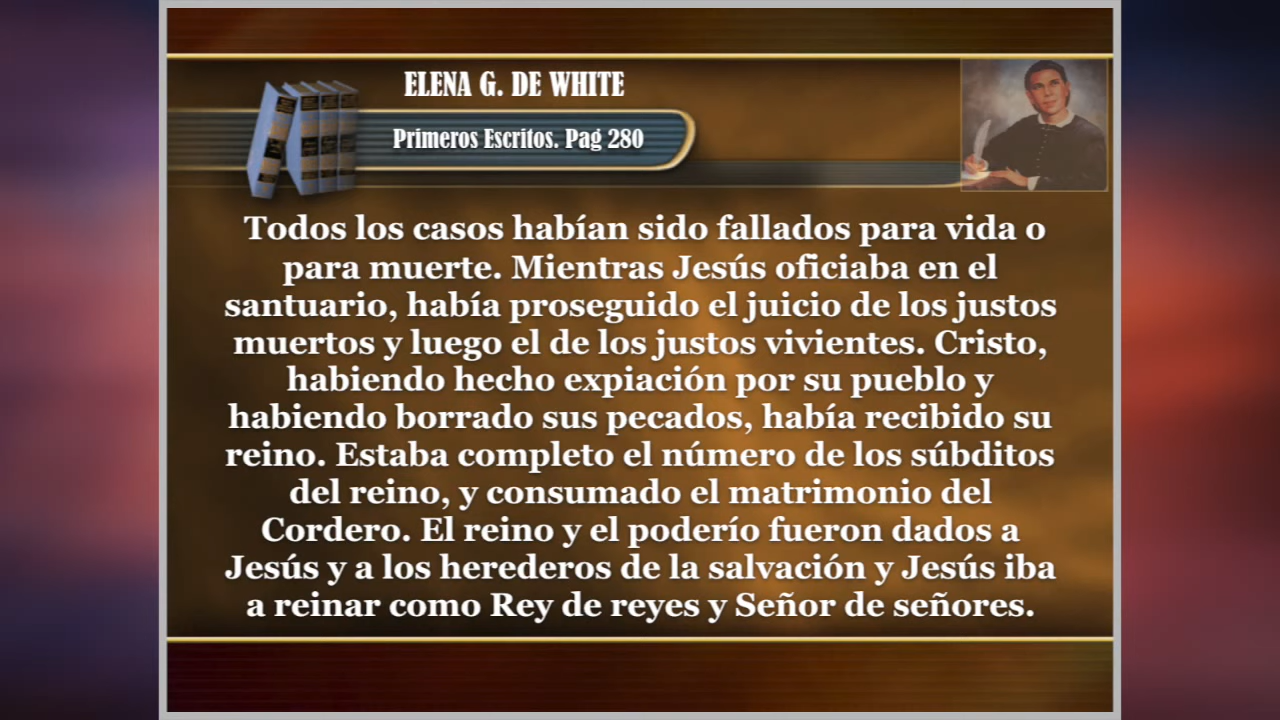 ELENA G. DE WHITE
Primeros Escritos. Pag 280
Todos los casos habían sido fallados para vida o
para muerte. Mientras Jesús oficiaba en el
santuario, había proseguido el juicio de los justos
muertos y luego el de los justos vivientes. Cristo,
habiendo hecho expiación por su pueblo y
habiendo borrado sus pecados, había recibido su
reino. Estaba completo el número de los súbditos
del reino, y consumado el matrimonio del
Cordero. El reino y el poderío fueron dados a
Jesús y a los herederos de la salvación y Jesús iba
a reinar como Rey de reyes y Señor de señores.